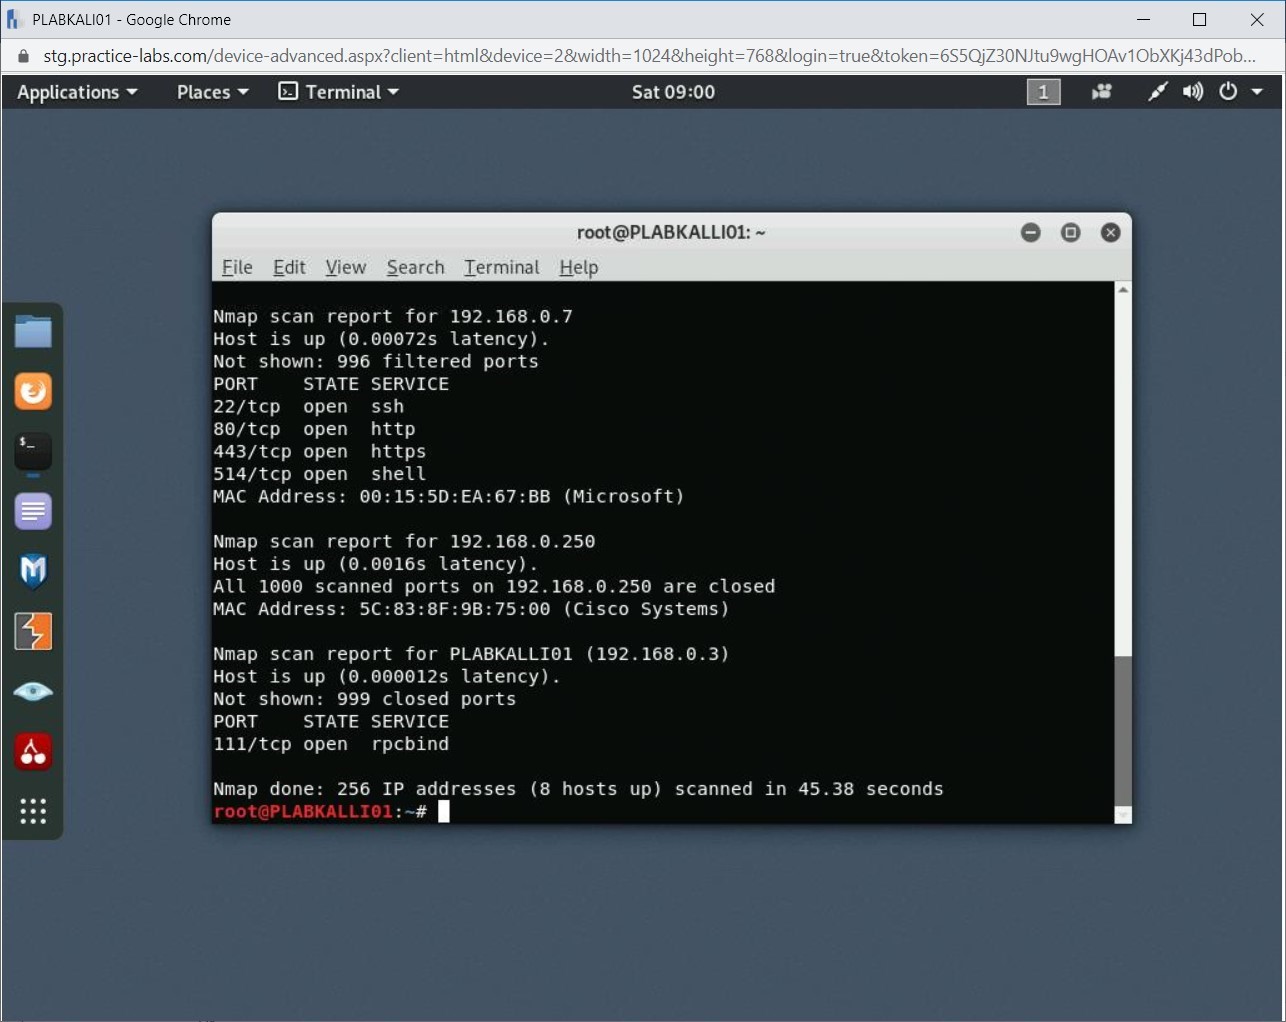 PLABKALI01 - Google Chrome
stg.practice-labs.com/device-advanced.aspx?client=html&device=2&width=1024&height=768&login=true&token=6S5QjZ30NJtu9wgHOAv1ObXKj43dPob...
Applications Places Terminal Sat 09:00 1
root@PLABKALLI01: ~
File Edit View Search Terminal Help
Nmap scan report for 192.168.0.7
Host is up (0.00072s latency).
Not shown: 996 filtered ports
PORT    STATE SERVICE
22/tcp  open  ssh
80/tcp  open  http
443/tcp open  https
514/tcp open  shell
MAC Address: 00:15:5D:EA:67:BB (Microsoft)
Nmap scan report for 192.168.0.250
Host is up (0.0016s latency).
All 1000 scanned ports on 192.168.0.250 are closed
MAC Address: 5C:83:8F:9B:75:00 (Cisco Systems)
Nmap scan report for PLABKALLI01 (192.168.0.3)
Host is up (0.000012s latency).
Not shown: 999 closed ports
PORT    STATE SERVICE
111/tcp open  rpcbind
Nmap done: 256 IP addresses (8 hosts up) scanned in 45.38 seconds
root@PLABKALLI01:~#
$_